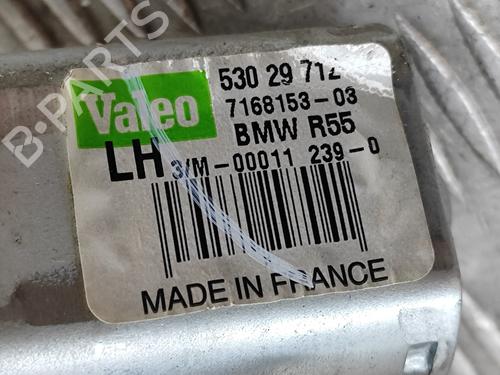 B-PARTS
Valeo
530 29 712
7168153-03
BMW R55
LH 3/M-00011 239-0
MADE IN FRANCE